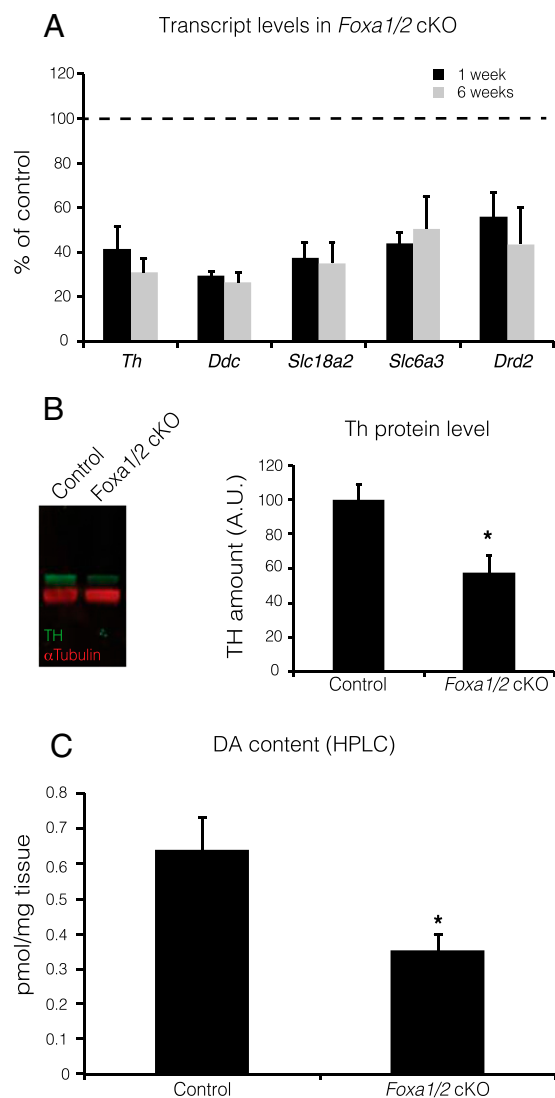 A
Transcript levels in Foxa1/2 cKO
1 week
6 weeks
% of control
120
100
80
60
40
20
0
Th Ddc Slc18a2 Slc6a3 Drd2
B
Control
Foxa1/2 cKO
TH
αTubulin
Th protein level
TH amount (A.U.)
120
100
80
60
40
20
0
*
Control Foxa1/2 cKO
C
DA content (HPLC)
pmol/mg tissue
0.8
0.7
0.6
0.5
0.4
0.3
0.2
0.1
0
*
Control Foxa1/2 cKO